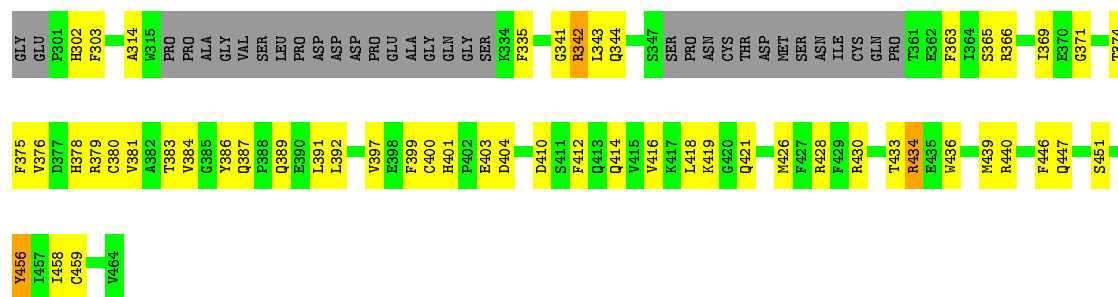 GLY GLU P301 H302 F303 A314 W315 PRO PRO ALA GLY VAL SER LEU PRO ASP ASP ASP PRO GLU ALA GLY GLN GLY SER K334 F335 G341 R342 L343 Q344 S347 SER PRO ASN CYS THR ASP MET SER ASN ILE CYS GLN PRO T361 E362 F363 I364 S365 R366 I369 E370 G371 T374
F375 V376 D377 H378 R379 C380 V381 A382 T383 V384 G385 Y386 Q387 P388 Q389 E390 L391 L392 V397 E398 F399 C400 H401 P402 E403 D404 D410 S411 F412 Q413 Q414 V415 V416 K417 L418 K419 G420 Q421 M426 F427 R428 F429 R430 T433 R434 E435 W436 M439 R440 F446 Q447 S451
Y456 I457 I458 C459 V464